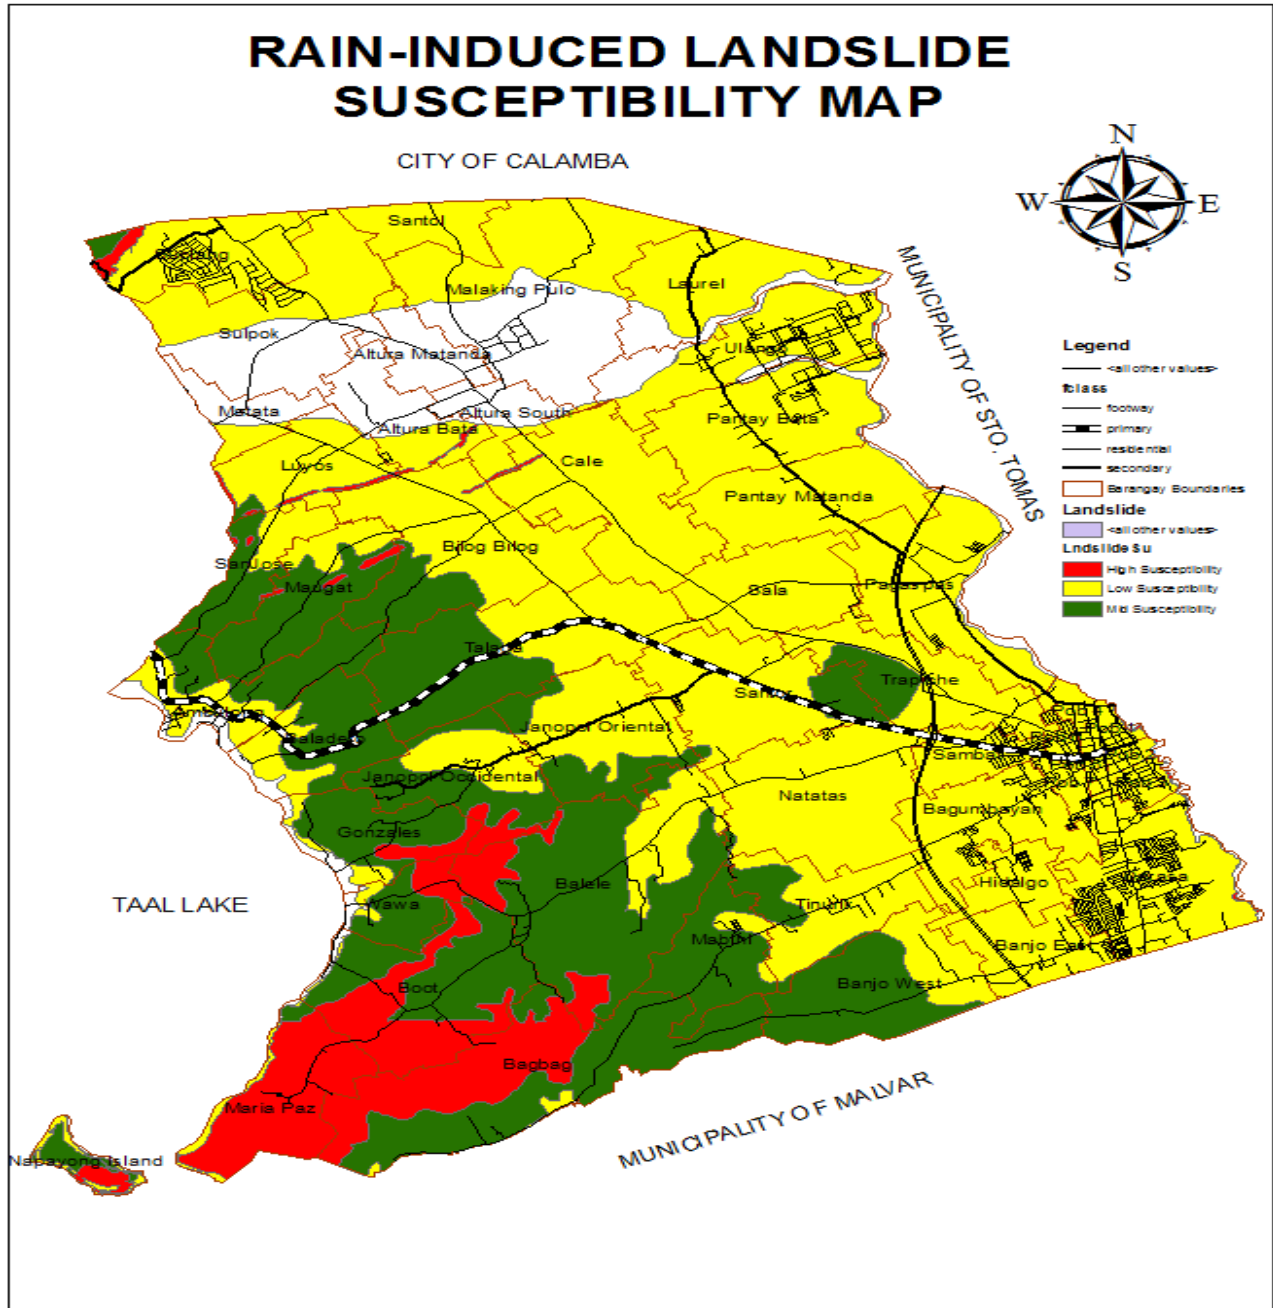 RAIN-INDUCED LANDSLIDE
SUSCEPTIBILITY MAP
CITY OF CALAMBA
N
W
E
S
MUNICIPALITY OF STO, TOMAS
Santol
Malaking Pulo
Laurel
Sulpok
Altura Matanda
Matata
Altura South
Altura Bata
Pantay Bata
Luyos
Cale
Pantay Matanda
Bilog Bilog
San Jose
Maugat
Sala
Pagaspas
Talaga
Trapiche
Janopol Oriental
Janopol Occidental
Natatas
Bagumbayan
Gonzales
Balele
Hidalgo
Wawa
Mabini
Banjo East
Boot
Banjo West
Bagbag
Maria Paz
Napayong Island
TAAL LAKE
MUNICIPALITY OF MALVAR
Legend
<all other values>
fclass
footway
primary
residential
secondary
Barangay Boundaries
Landslide
<all other values>
LndslideSu
High Susceptibility
Low Susceptibility
Mid Susceptibility